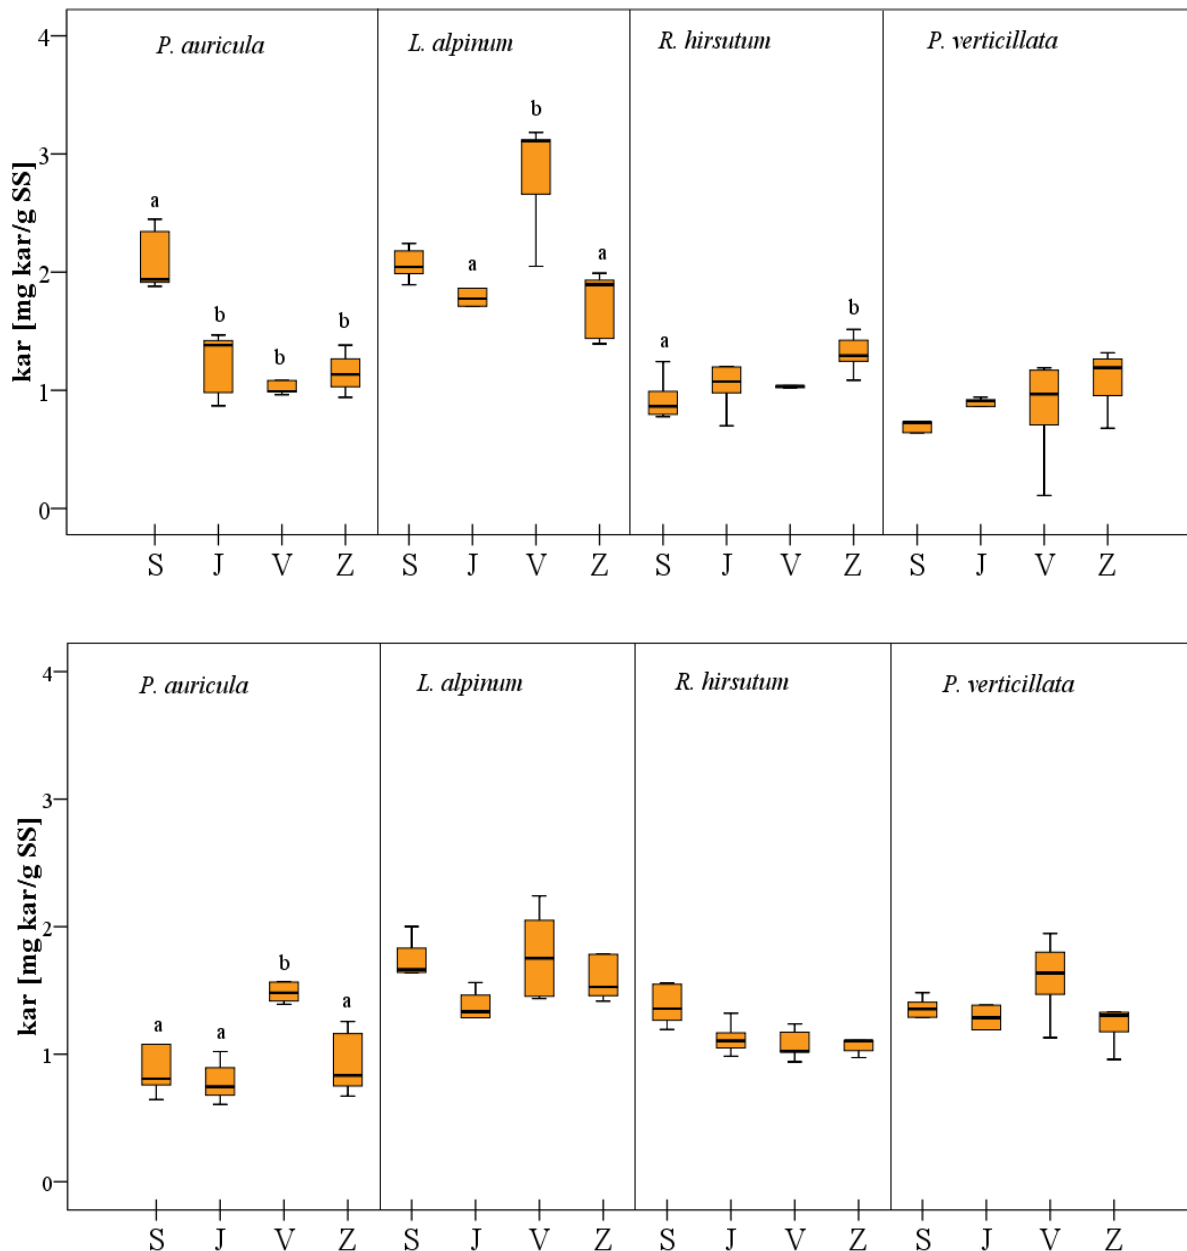 P. auricula L. alpinum R. hirsutum P. verticillata
4
b
3
a
a
a
2
b
b
b
a
1
0
kar [mg kar/g SS]
S J V Z S J V Z S J V Z S J V Z
P. auricula L. alpinum R. hirsutum P. verticillata
4
3
2
b
a
a
a
1
0
kar [mg kar/g SS]
S J V Z S J V Z S J V Z S J V Z